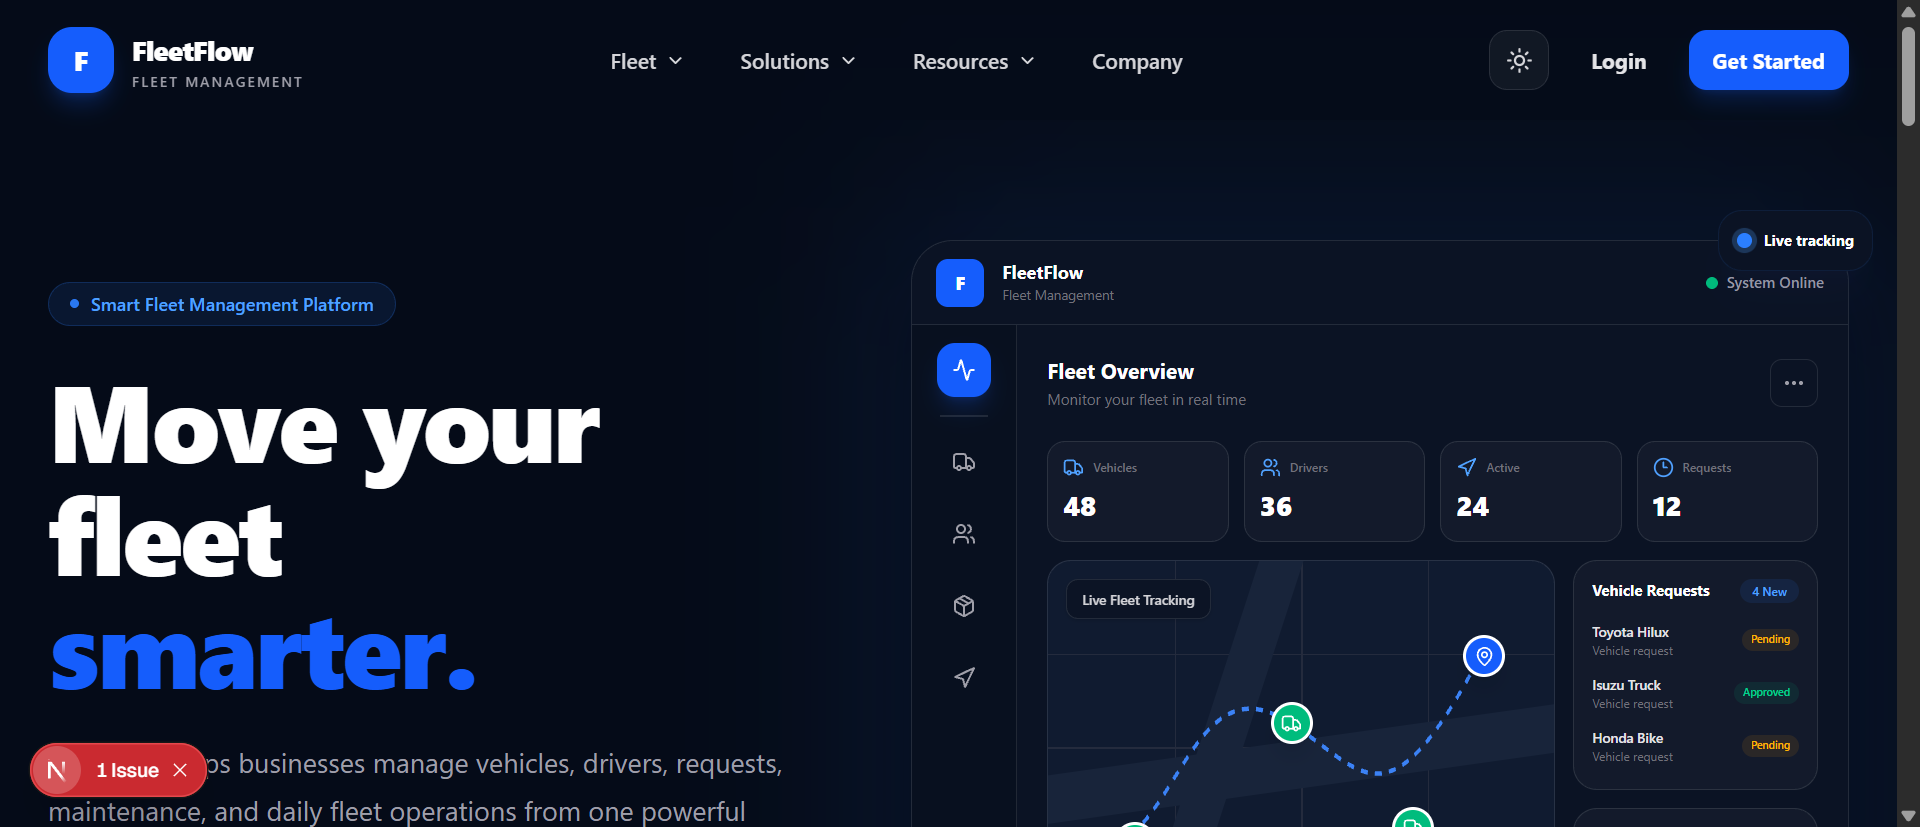 F
FleetFlow
FLEET MANAGEMENT
Fleet
Solutions
Resources
Company
Login
Get Started
Smart Fleet Management Platform
Move your
fleet
smarter.
businesses manage vehicles, drivers, requests,
maintenance, and daily fleet operations from one powerful
N
1 Issue
Live tracking
F
FleetFlow
Fleet Management
System Online
Fleet Overview
Monitor your fleet in real time
Vehicles
48
Drivers
36
Active
24
Requests
12
Live Fleet Tracking
Vehicle Requests
4 New
Toyota Hilux
Vehicle request
Pending
Isuzu Truck
Vehicle request
Approved
Honda Bike
Vehicle request
Pending